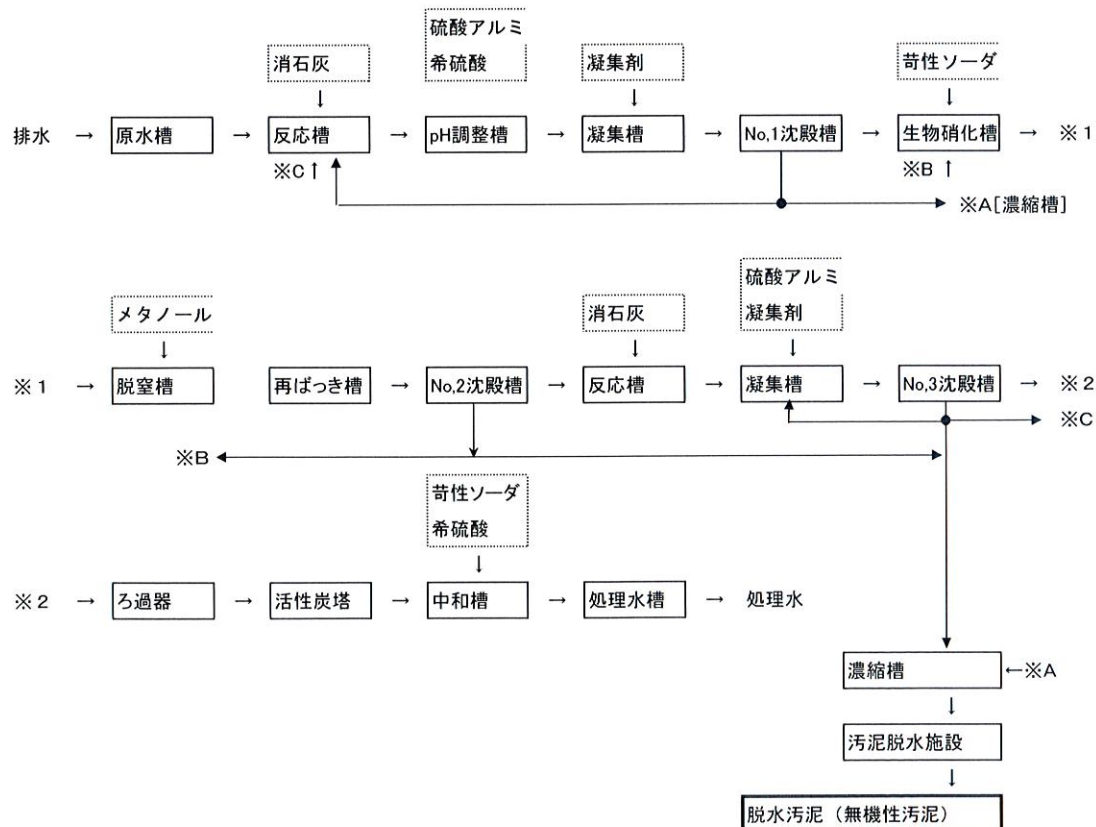 硫酸アルミ
消石灰 希硫酸 凝集剤 苛性ソーダ
↓ ↓ ↓ ↓
排水 → 原水槽 → 反応槽 → pH調整槽 → 凝集槽 → No,1沈殿槽 → 生物硝化槽 → ※1
※C↑ ※B ↑
※A[濃縮槽]
硫酸アルミ
メタノール 消石灰 凝集剤
↓ ↓ ↓
※1 → 脱窒槽 再ばっき槽 → No,2沈殿槽 → 反応槽 → 凝集槽 → No,3沈殿槽 → ※2
※C
※B
苛性ソーダ
希硫酸
↓
※2 → ろ過器 → 活性炭塔 → 中和槽 → 処理水槽 → 処理水
濃縮槽 ←※A
↓
汚泥脱水施設
↓
脱水汚泥（無機性汚泥）